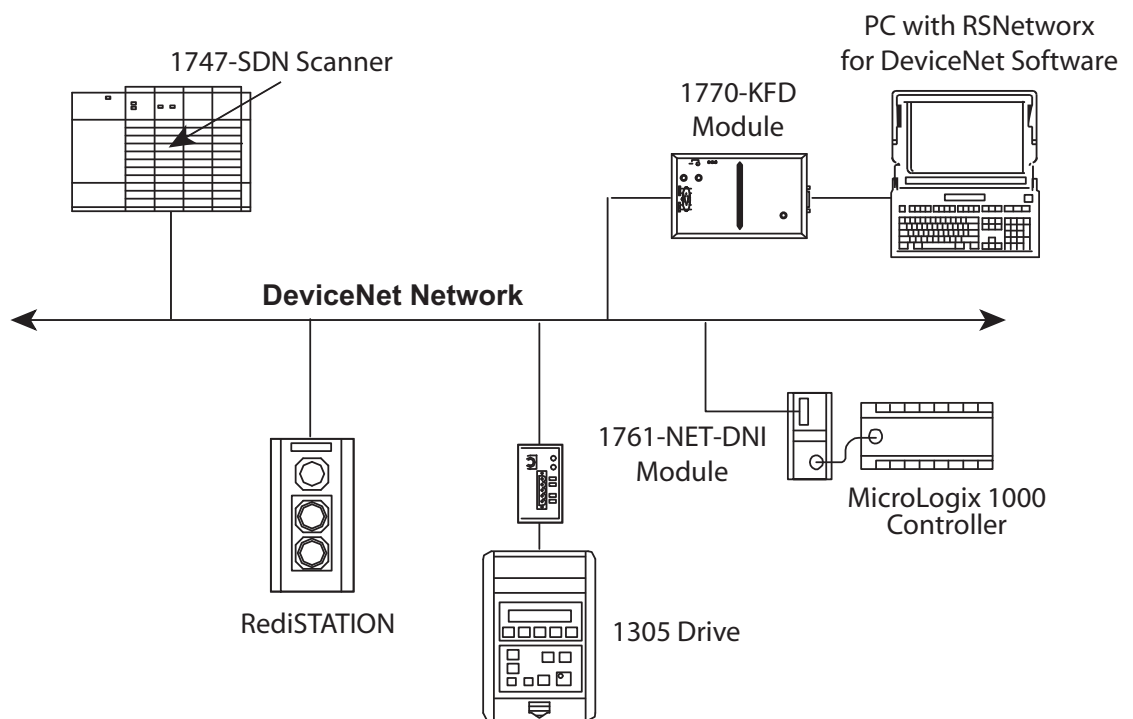 PC with RSNetworx
for DeviceNet Software
1747-SDN Scanner
1770-KFD
Module
DeviceNet Network
1761-NET-DNI
Module
MicroLogix 1000
Controller
RediSTATION
1305 Drive